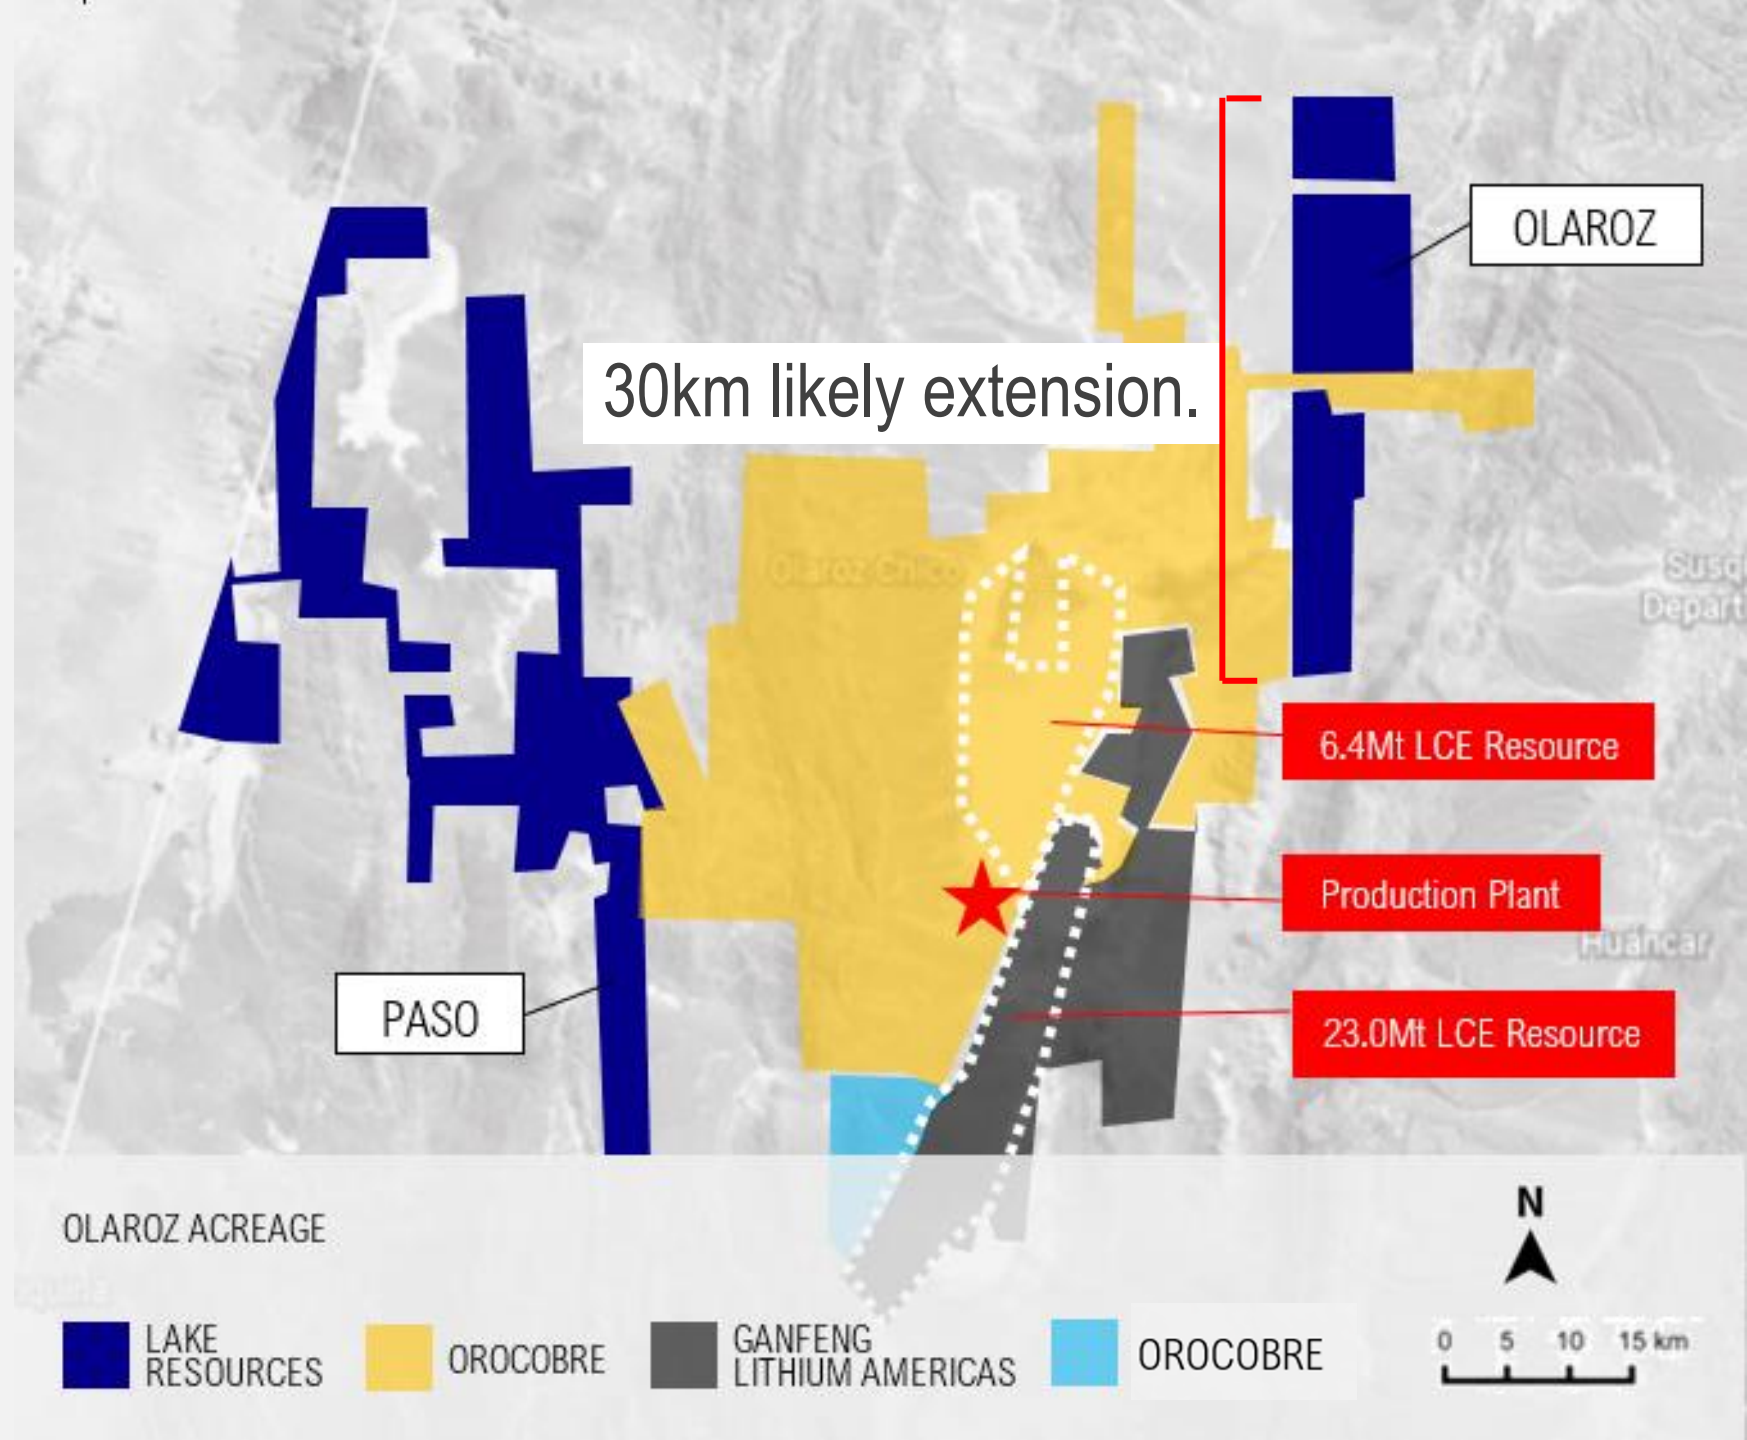 OLAROZ
30km likely extension.
Olaroz Chico
6.4Mt LCE Resource
Production Plant
Huáncar
PASO
23.0Mt LCE Resource
OLAROZ ACREAGE
LAKE
RESOURCES
OROCOBRE
GANFENG
LITHIUM AMERICAS
OROCOBRE
N
0 5 10 15 km